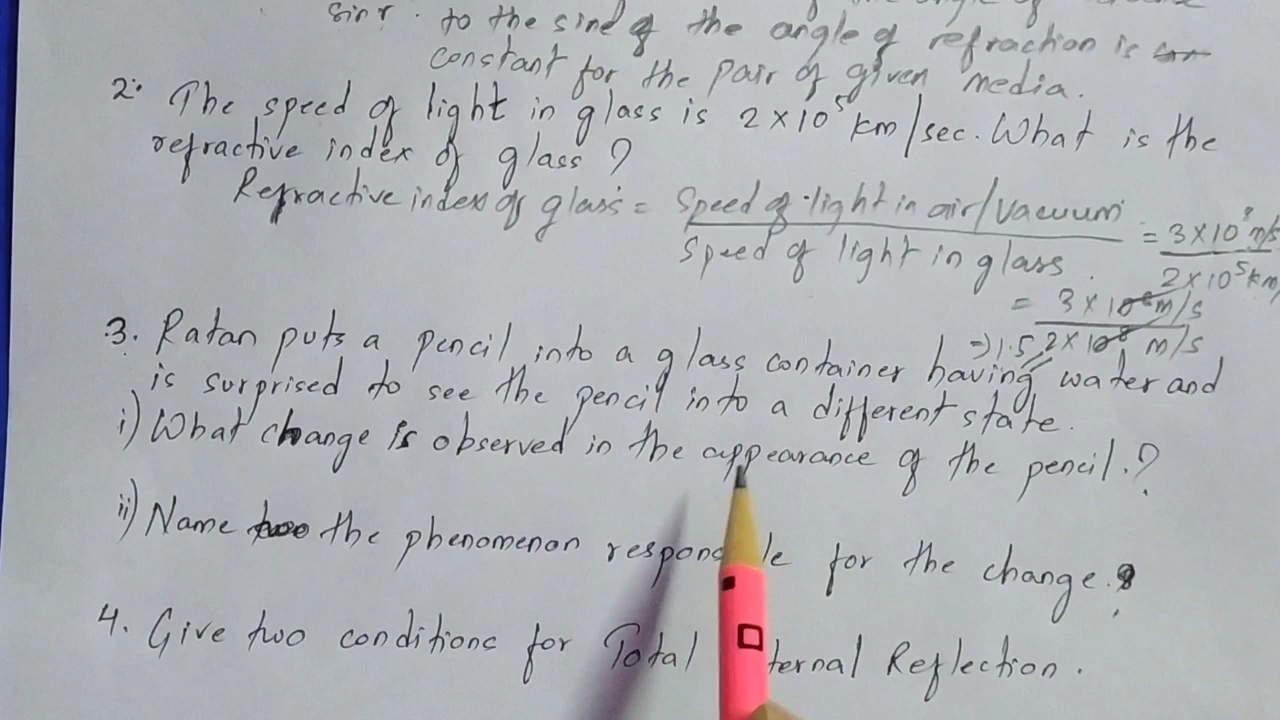 sin r . to the sine of the angle of refraction is
constant for the pair of given media.
2. The speed of light in glass is 2×10⁵ km/sec. What is the
refractive index of glass?
Refractive index of glass = Speed of light in air/vacuum = 3×10⁸ m/s
Speed of light in glass. 2×10⁵ km/
= 3×10⁸ m/s
⇒ 1.5 2×10⁸ m/s
3. Ratan puts a pencil into a glass container having water and
is surprised to see the pencil into a different state.
i) What change is observed in the appearance of the pencil.?
ii) Name the phenomenon for the change.?
4. Give two conditions for Total Reflection.